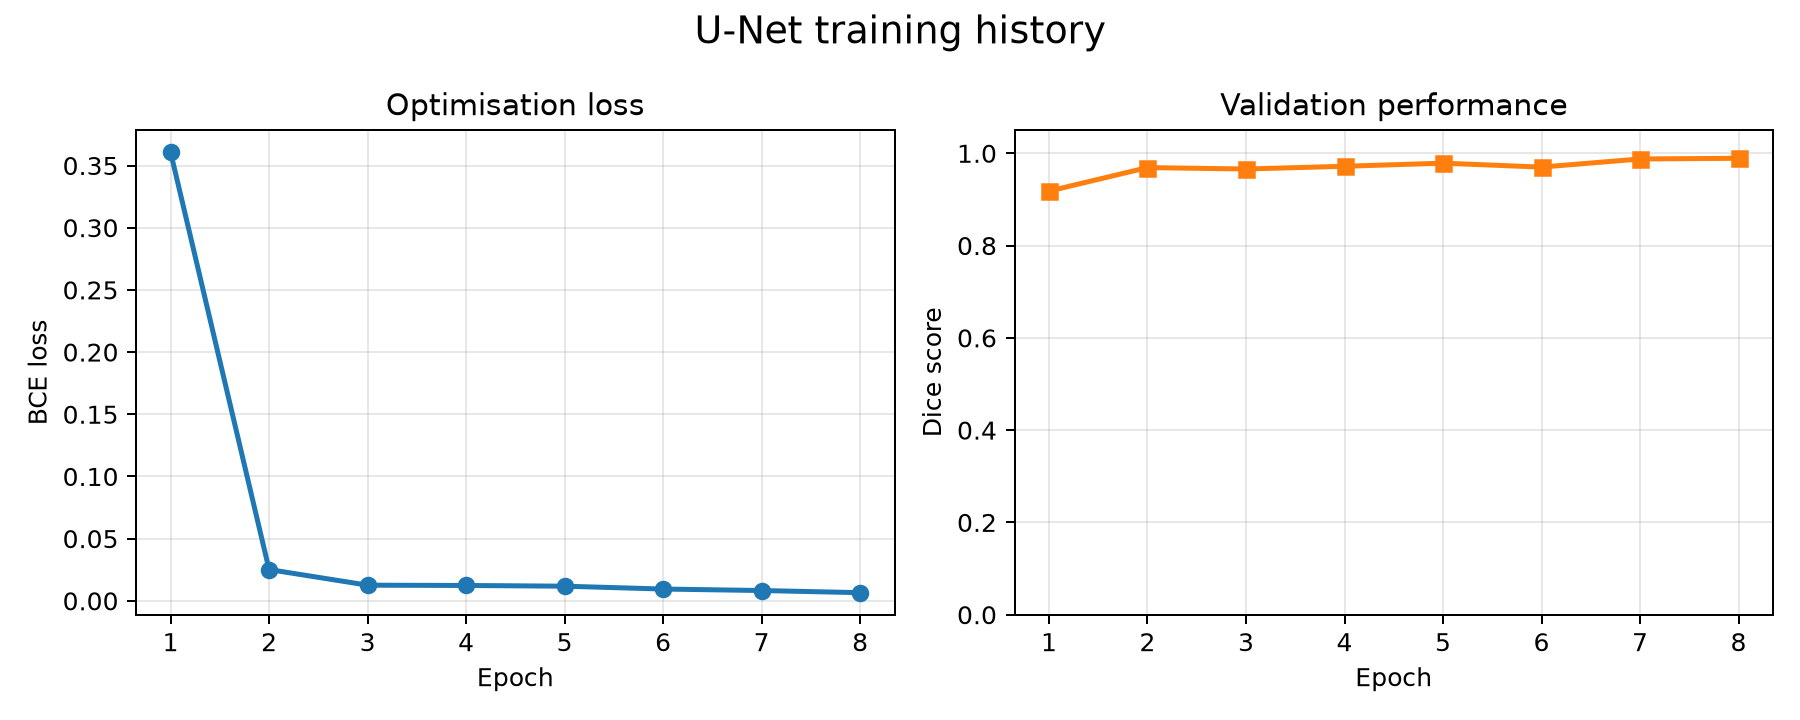 U-Net training history
Optimisation loss
BCE loss
0.35
0.30
0.25
0.20
0.15
0.10
0.05
0.00
1 2 3 4 5 6 7 8
Epoch
Validation performance
Dice score
1.0
0.8
0.6
0.4
0.2
0.0
1 2 3 4 5 6 7 8
Epoch